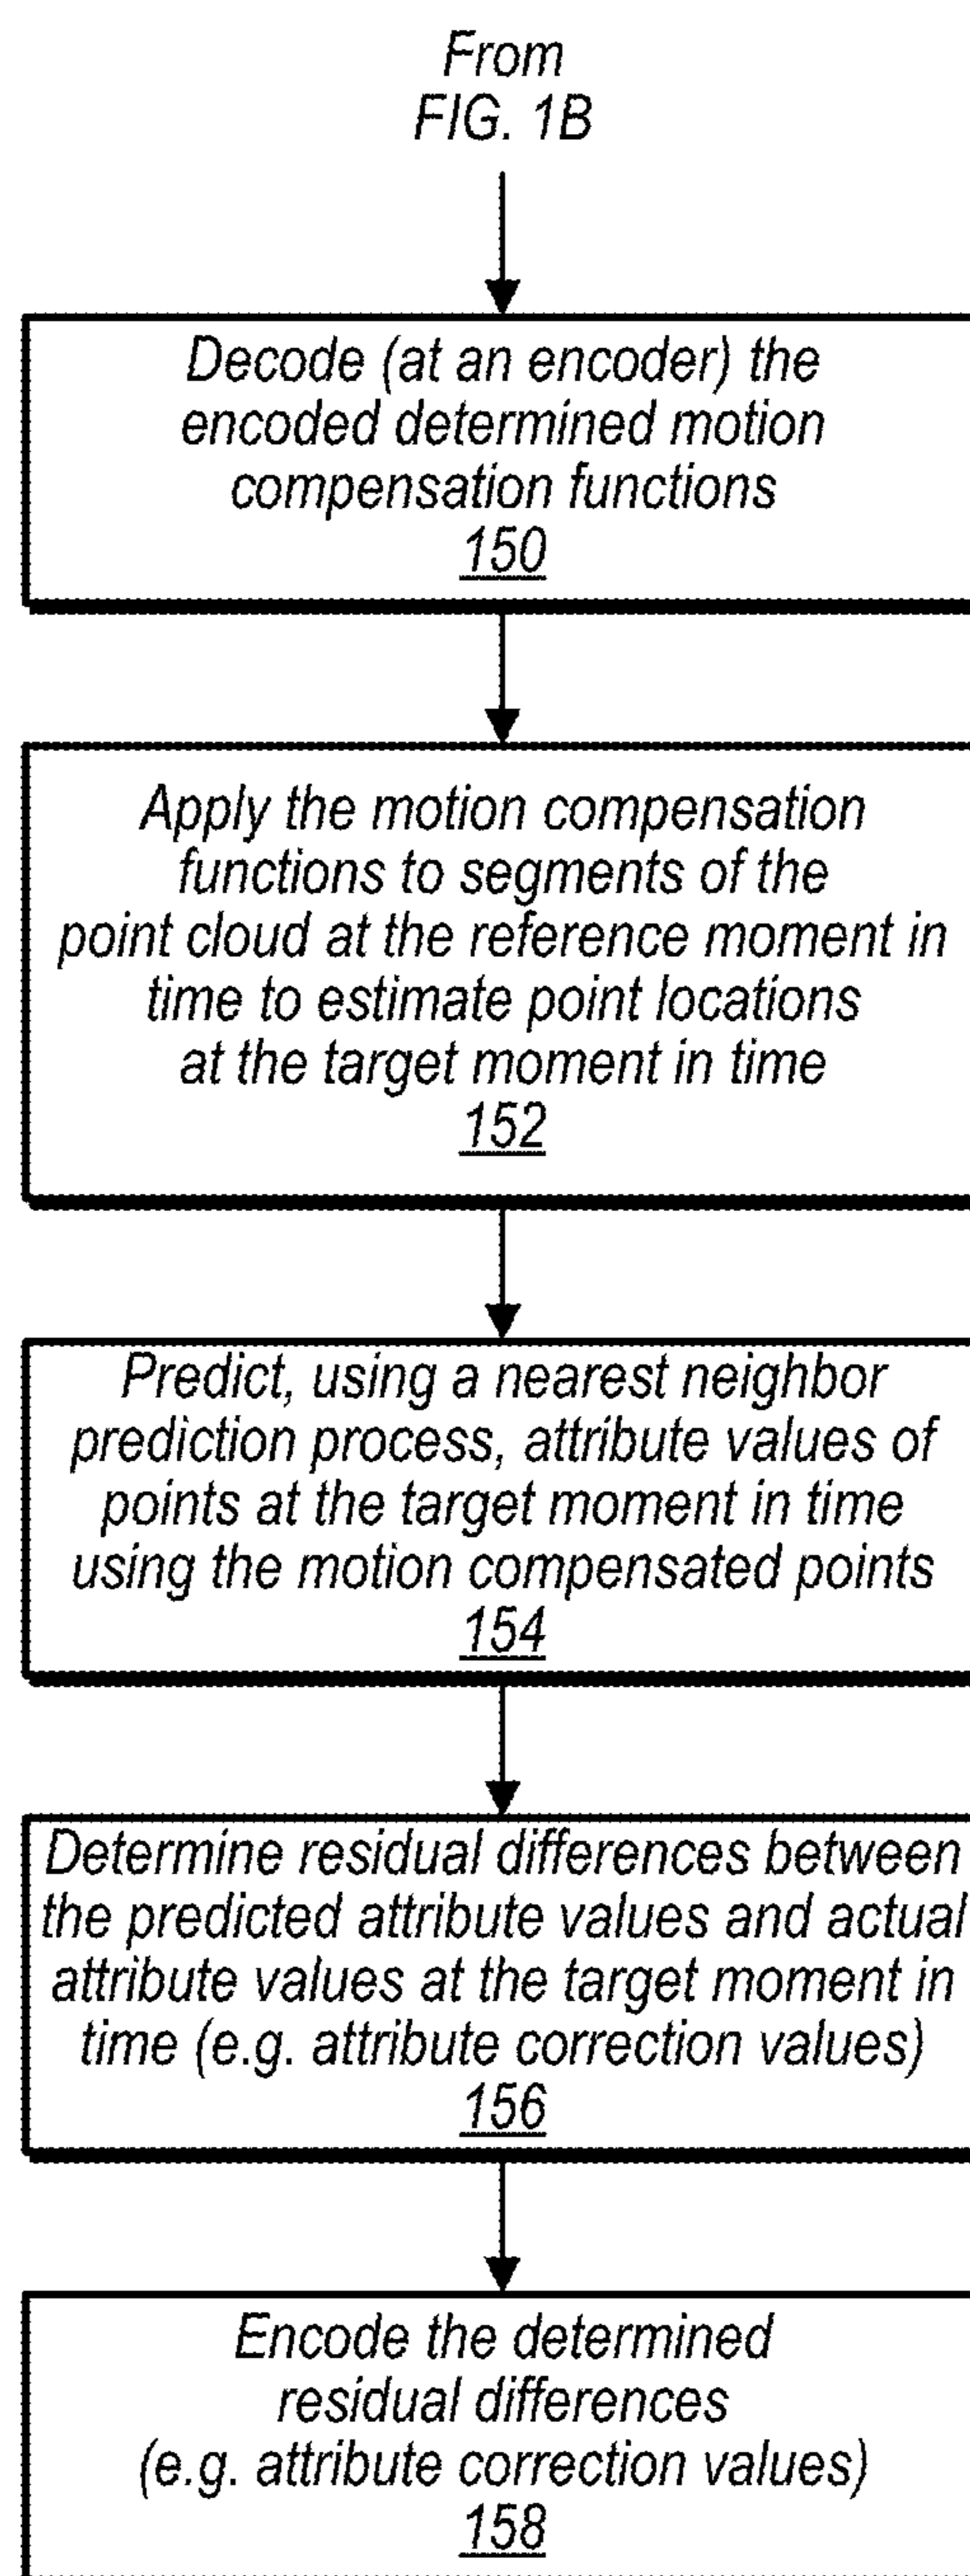 From
FIG. 1B
Decode (at an encoder) the
encoded determined motion
compensation functions
150
Apply the motion compensation
functions to segments of the
point cloud at the reference moment in
time to estimate point locations
at the target moment in time
152
Predict, using a nearest neighbor
prediction process, attribute values of
points at the target moment in time
using the motion compensated points
154
Determine residual differences between
the predicted attribute values and actual
attribute values at the target moment in
time (e.g. attribute correction values)
156
Encode the determined
residual differences
(e.g. attribute correction values)
158